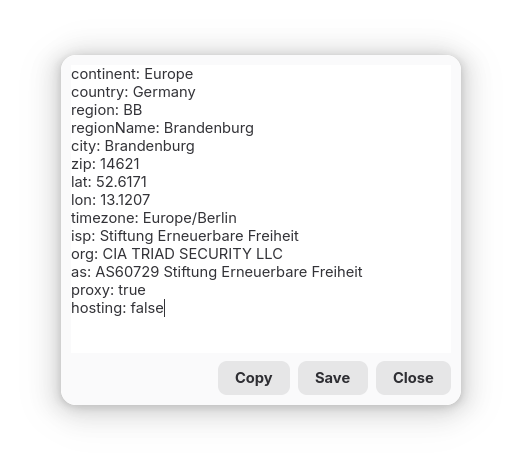 continent: Europe
country: Germany
region: BB
regionName: Brandenburg
city: Brandenburg
zip: 14621
lat: 52.6171
lon: 13.1207
timezone: Europe/Berlin
isp: Stiftung Erneuerbare Freiheit
org: CIA TRIAD SECURITY LLC
as: AS60729 Stiftung Erneuerbare Freiheit
proxy: true
hosting: false
Copy Save Close